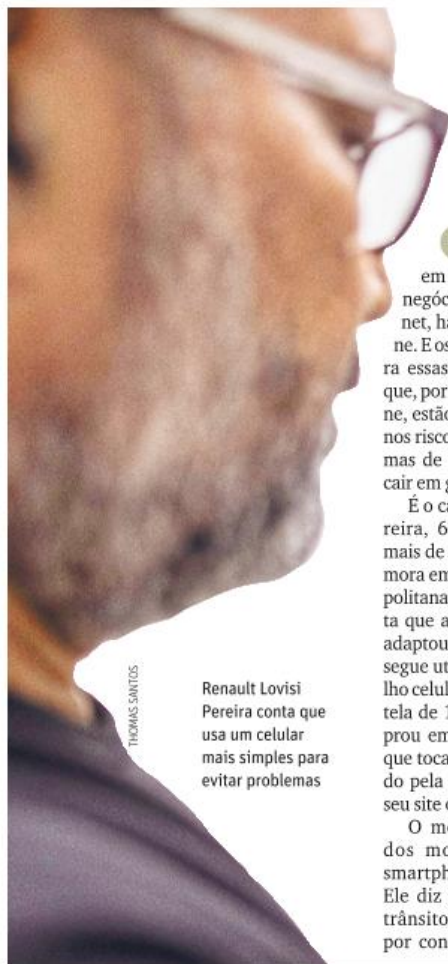 THOMAS SANTOS
Renault Lovisi
Pereira conta que
usa um celular
mais simples para
evitar problemas
em
negóc
net, ha
ne. E os
ra essas
que, por
ne, estão
nos risco
mas de
cair em g
É o ca
reira, 6
mais de
mora em
politana
ta que a
adaptou
segue ut
lho celul
tela de 1
prou em
que toca
do pela
seu site e
O me
dos mo
smartph
Ele diz
trânsito
por con